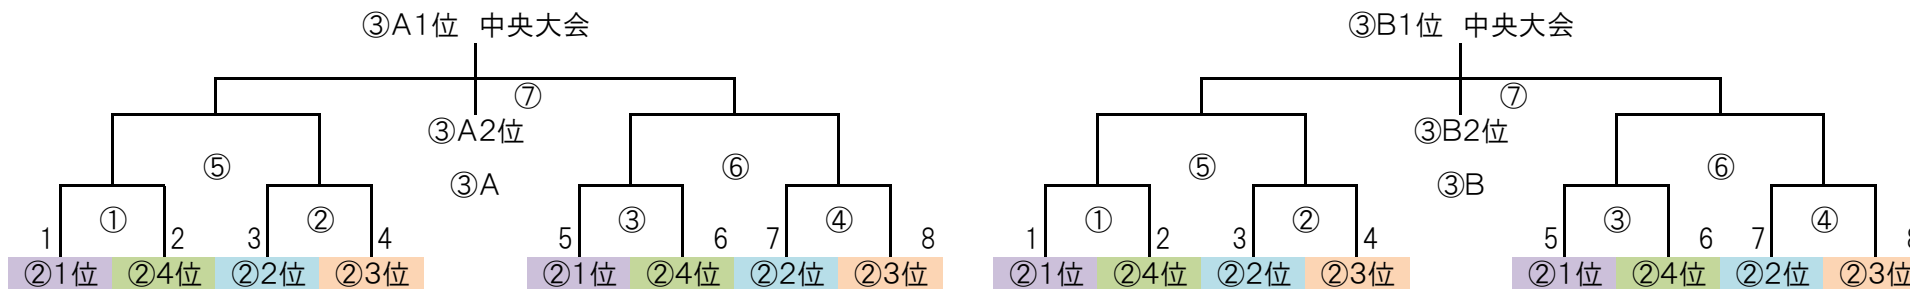 ③A1位 中央大会 ③B1位 中央大会
⑦ ⑦
③A2位 ③B2位
⑤ ⑥ ⑤ ⑥
③A ③B
① ② ③ ④ ① ② ③ ④
1 2 3 4 5 6 7 8 1 2 3 4 5 6 7 8
②1位 ②4位 ②2位 ②3位 ②1位 ②4位 ②2位 ②3位 ②1位 ②4位 ②2位 ②3位 ②1位 ②4位 ②2位 ②3位